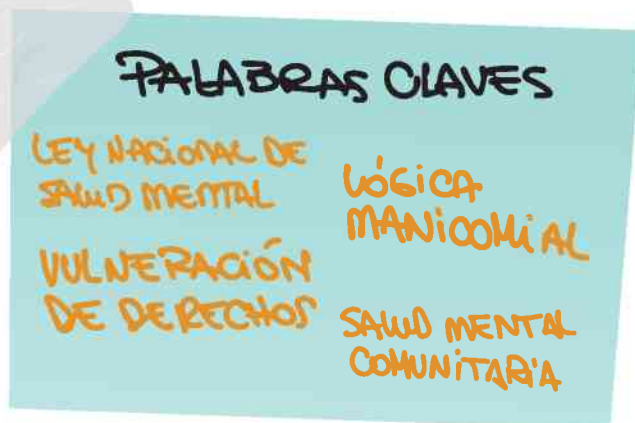 PALABRAS CLAVES
LEY NACIONAL DE
SALUD MENTAL
VULNERACIÓN
DE DERECHOS
LÓGICA
MANICOMIAL
SALUD MENTAL
COMUNITARIA